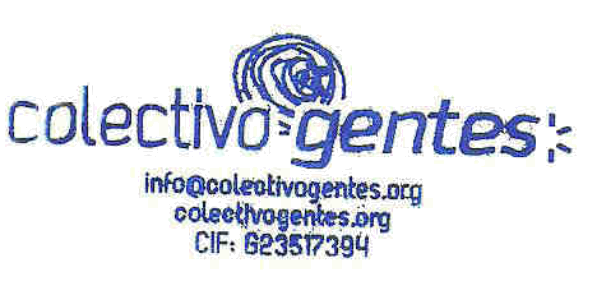 colectivo gentes
info@colectivogentes.org
colectivogentes.org
CIF: G23517394